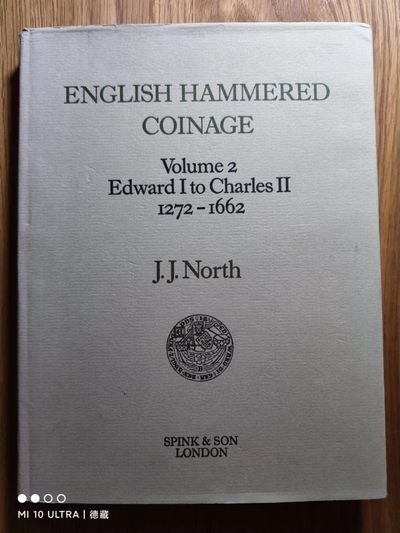 ENGLISH HAMMERED
COINAGE
Volume 2
Edward I to Charles II
1272–1662
J. J. North
SPINK & SON
LONDON
MI 10 ULTRA | 德藏